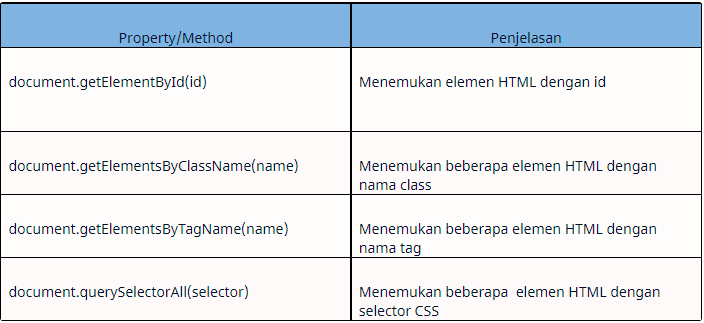 Property/Method
Penjelasan
document.getElementById(id)
Menemukan elemen HTML dengan id
document.getElementsByClassName(name)
Menemukan beberapa elemen HTML dengan
nama class
document.getElementsByTagName(name)
Menemukan beberapa elemen HTML dengan
nama tag
document.querySelectorAll(selector)
Menemukan beberapa  elemen HTML dengan
selector CSS